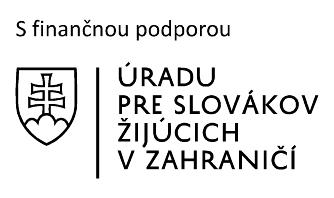 S finančnou podporou
ÚRADU
PRE SLOVÁKOV
ŽIJÚCICH
V ZAHRANIČÍ